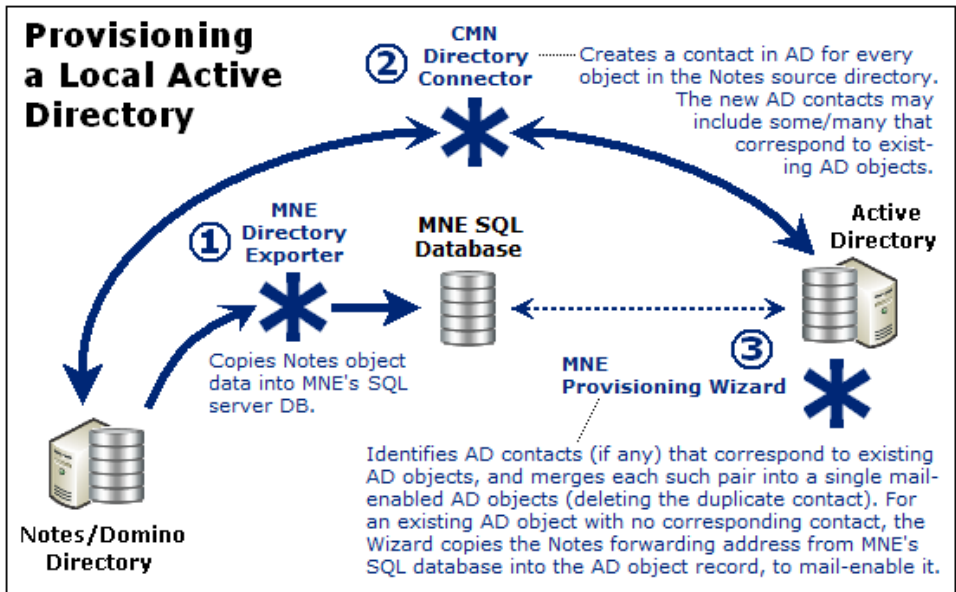 Provisioning
a Local Active
Directory
2
CMN
Directory
Connector
Creates a contact in AD for every
object in the Notes source directory.
The new AD contacts may
include some/many that
correspond to exist-
ing AD objects.
1
MNE
Directory
Exporter
MNE SQL
Database
Active
Directory
Copies Notes object
data into MNE's SQL
server DB.
3
MNE
Provisioning Wizard
Identifies AD contacts (if any) that correspond to existing
AD objects, and merges each such pair into a single mail-
enabled AD objects (deleting the duplicate contact). For
an existing AD object with no corresponding contact, the
Wizard copies the Notes forwarding address from MNE's
SQL database into the AD object record, to mail-enable it.
Notes/Domino
Directory